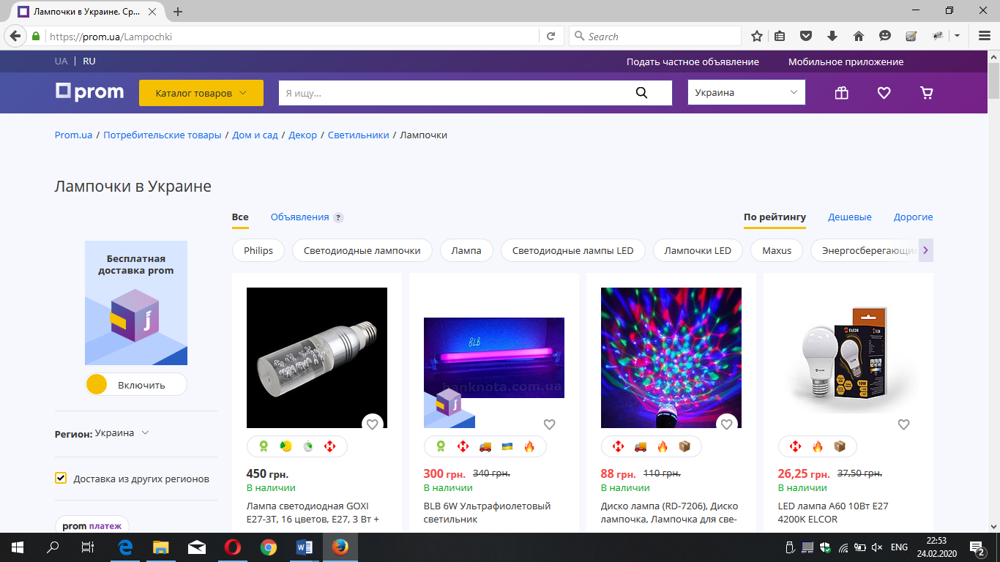 Лампочки в Украине. Ср...
https://prom.ua/Lampochki
Search
UA | RU
Подать частное объявление
Мобильное приложение
prom
Каталог товаров
Я ищу...
Украина
Prom.ua / Потребительские товары / Дом и сад / Декор / Светильники / Лампочки
Лампочки в Украине
Все
Объявления ?
По рейтингу
Дешевые
Дорогие
Philips
Светодиодные лампочки
Лампа
Светодиодные лампы LED
Лампочки LED
Maxus
Энергосберегающие
Бесплатная
доставка prom
Включить
Регион: Украина
Доставка из других регионов
prom платеж
450 грн.
В наличии
Лампа светодиодная GOXI
E27-3T, 16 цветов, E27, 3 Вт +
BLB
banknota.com.ua
300 грн. 340 грн.
В наличии
BLB 6W Ультрафиолетовый
светильник
88 грн. 110 грн.
В наличии
Диско лампа (RD-7206), Диско
лампочка, Лампочка для све-
ELCOR
10W
26,25 грн. 37,50 грн.
В наличии
LED лампа A60 10Вт E27
4200K ELCOR
ENG
22:53
24.02.2020
2